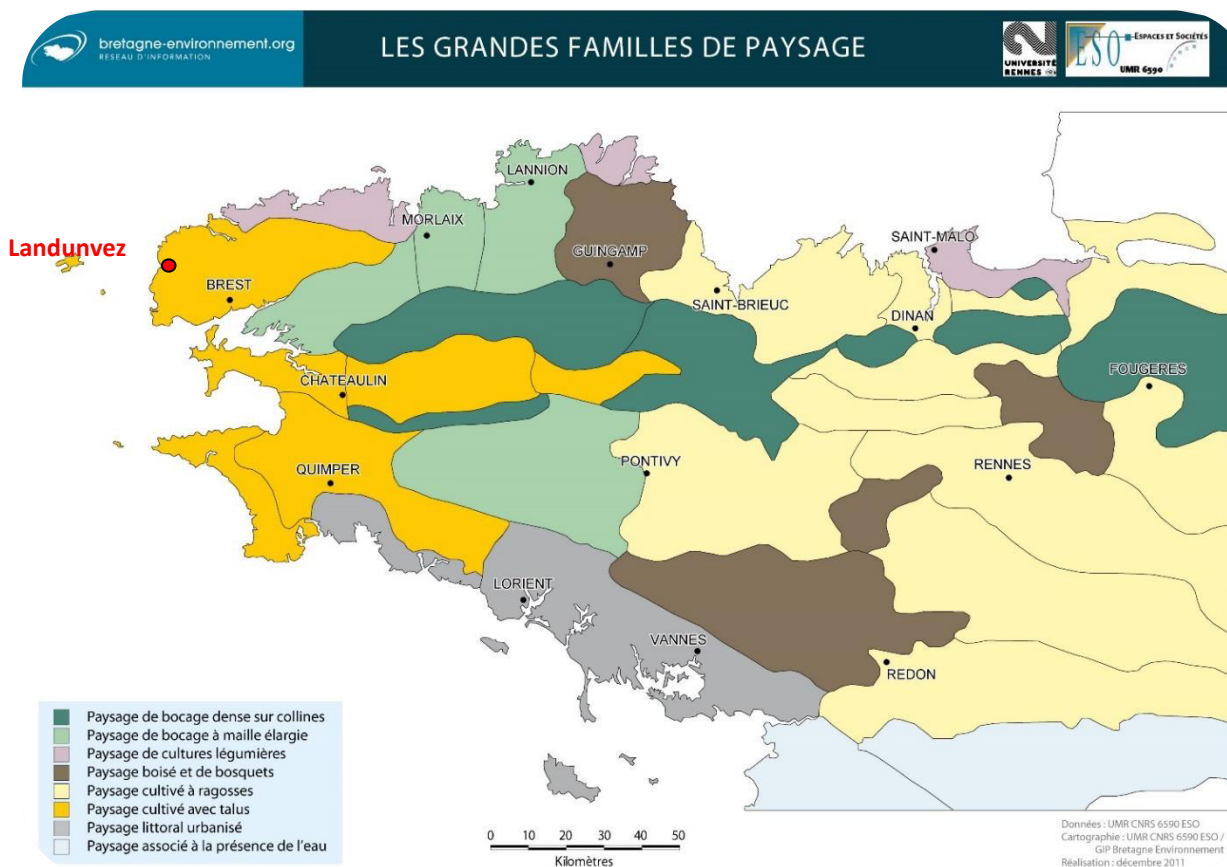 bretagne-environnement.org
RESEAU D'INFORMATION
LES GRANDES FAMILLES DE PAYSAGE
UNIVERSITÉ
RENNES
ESO
ESPACES ET SOCIÉTÉS
UMR 6590
LANNION
MORLAIX
Landunvez
SAINT-MALO
GUINGAMP
BREST
SAINT-BRIEUC
DINAN
CHATEAULIN
FOUGERES
QUIMPER
PONTIVY
RENNES
LORIENT
VANNES
REDON
Paysage de bocage dense sur collines
Paysage de bocage à maille élargie
Paysage de cultures légumières
Paysage boisé et de bosquets
Paysage cultivé à ragosses
Paysage cultivé avec talus
Paysage littoral urbanisé
Paysage associé à la présence de l'eau
0 10 20 30 40 50
Kilomètres
Données : UMR CNRS 6590 ESO
Cartographie : UMR CNRS 6590 ESO /
GIP Bretagne Environnement
Réalisation : décembre 2011